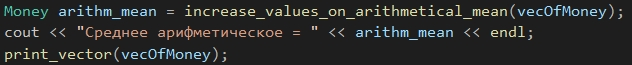 Money arithm_mean = increase_values_on_arithmetical_mean(vecOfMoney);
cout << "Среднее арифметическое = " << arithm_mean << endl;
print_vector(vecOfMoney);